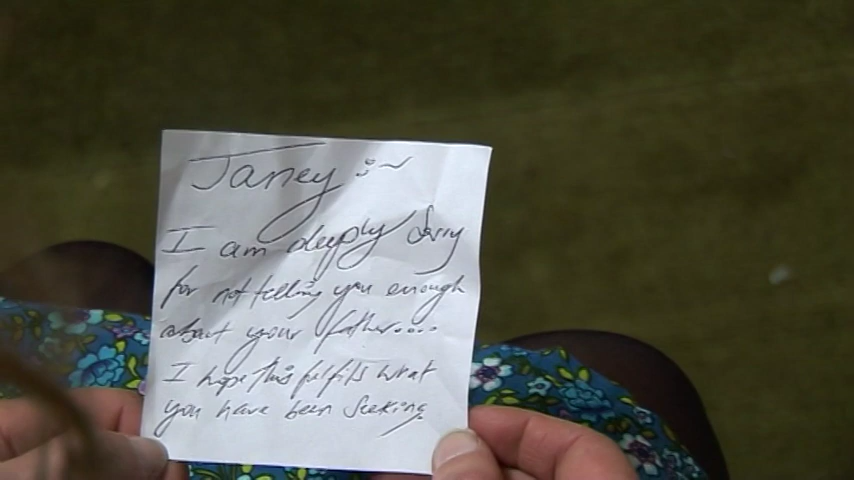 Janey :~
I am deeply sorry
for not telling you enough
about your father....
I hope this fulfils what
you have been seeking